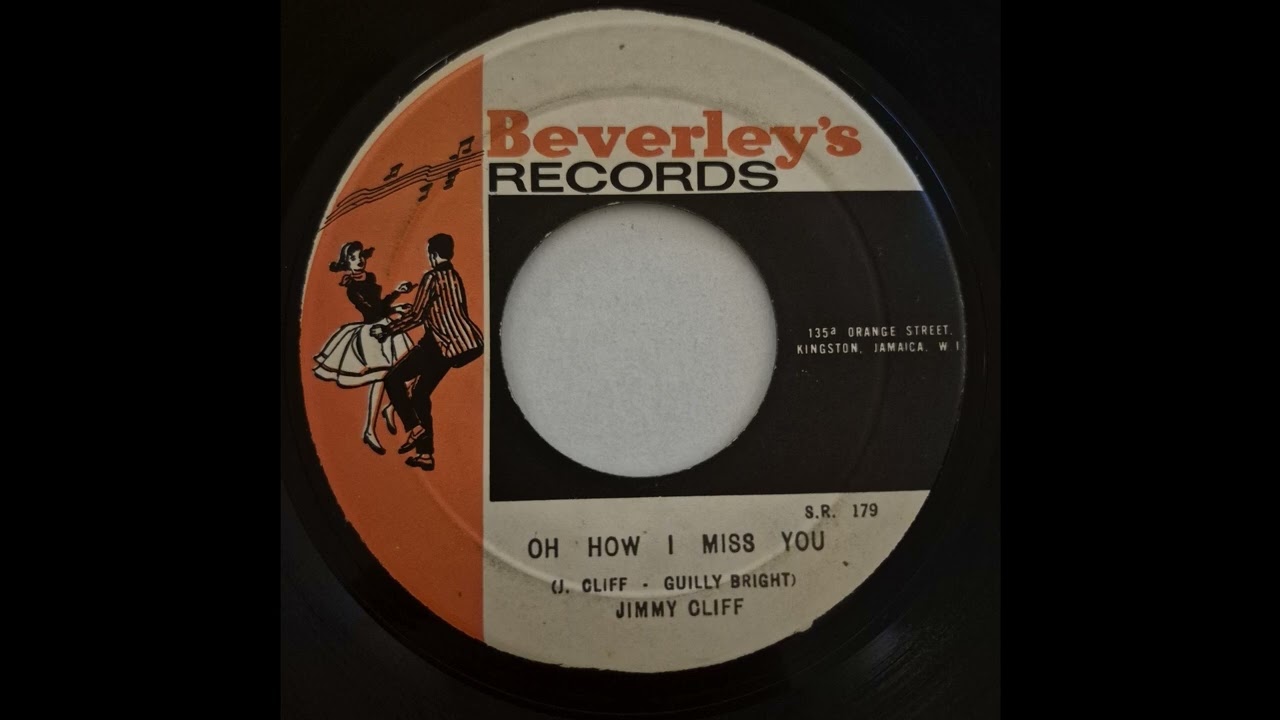 Beverley's
RECORDS
135a ORANGE STREET.
KINGSTON, JAMAICA. W.I
S.R. 179
OH HOW I MISS YOU
(J. CLIFF - GUILLY BRIGHT)
JIMMY CLIFF